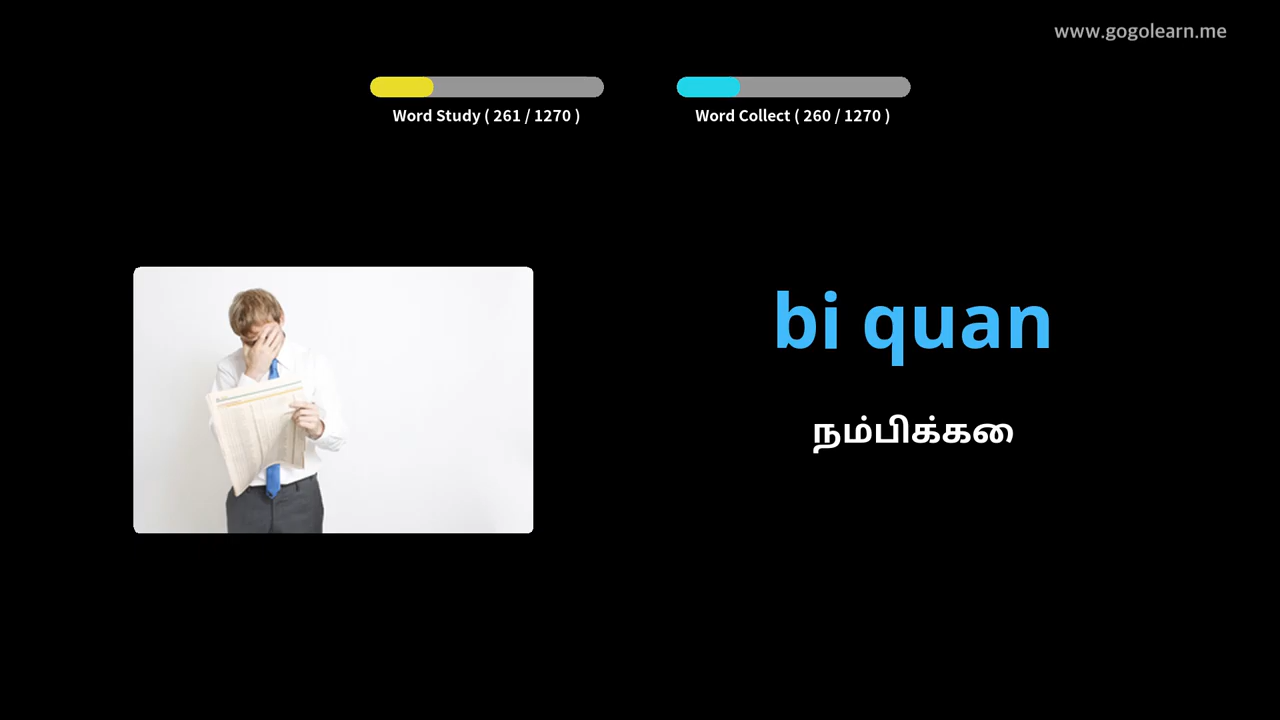 www.gogolearn.me
Word Study ( 261 / 1270 )
Word Collect ( 260 / 1270 )
bi quan
நம்பிக்கை